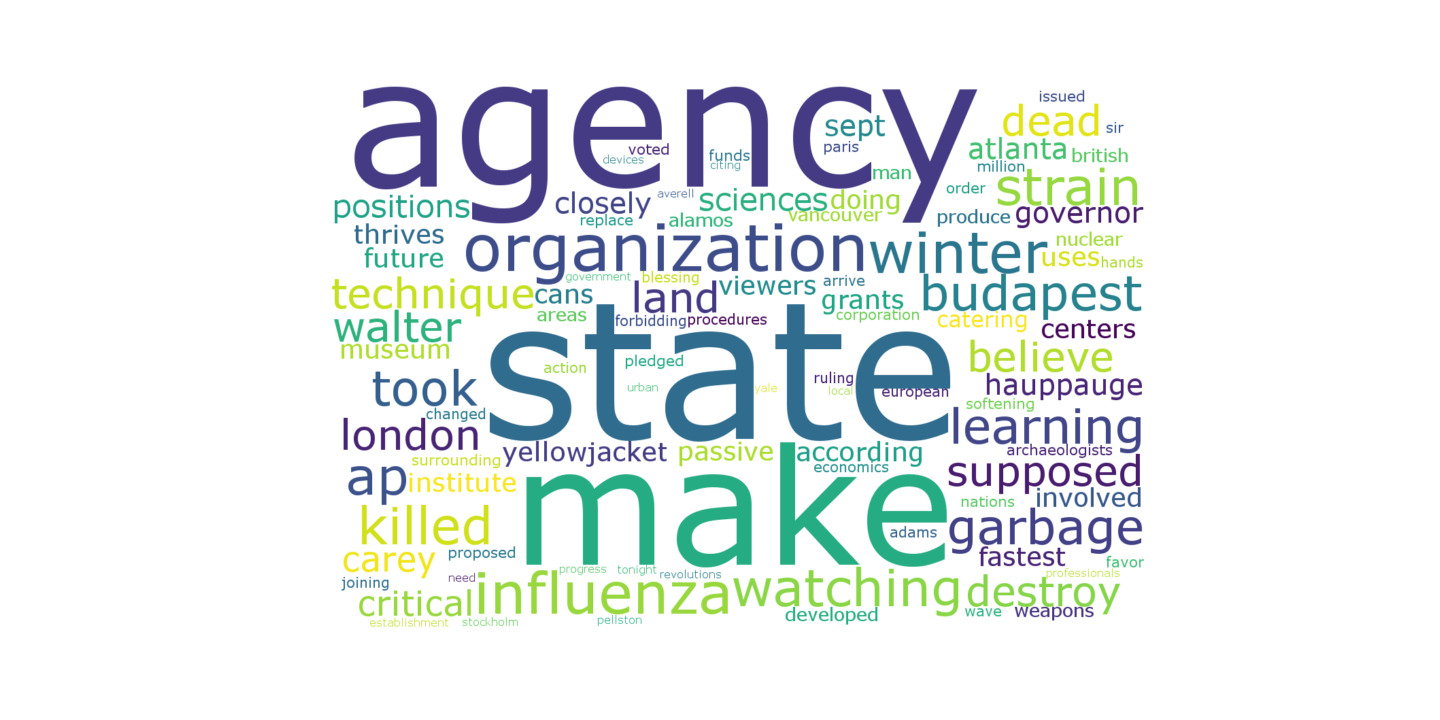 agency
issued
dead
sir
sept
voted
devices
funds
citing
paris
atlanta
british
man
million
strain
order
positions
closely
averell
sciences
doing
replace
alamos
vancouver
produce
governor
thrives
organization
winter
nuclear
future
uses
hands
government
blessing
technique
cans
land
viewers
arrive
budapest
grants
areas
forbidding
procedures
corporation
catering
centers
walter
museum
state
believe
action
pledged
took
urban
yale
ruling
local
european
hauppauge
changed
softening
london
learning
yellowjacket
passive
according
archaeologists
surrounding
economics
supposed
ap
institute
make
involved
nations
killed
adams
garbage
carey
proposed
fastest
favor
joining
need
progress
tonight
revolutions
professionals
influenza
watching
destroy
critical
developed
wave
weapons
establishment
stockholm
pellston